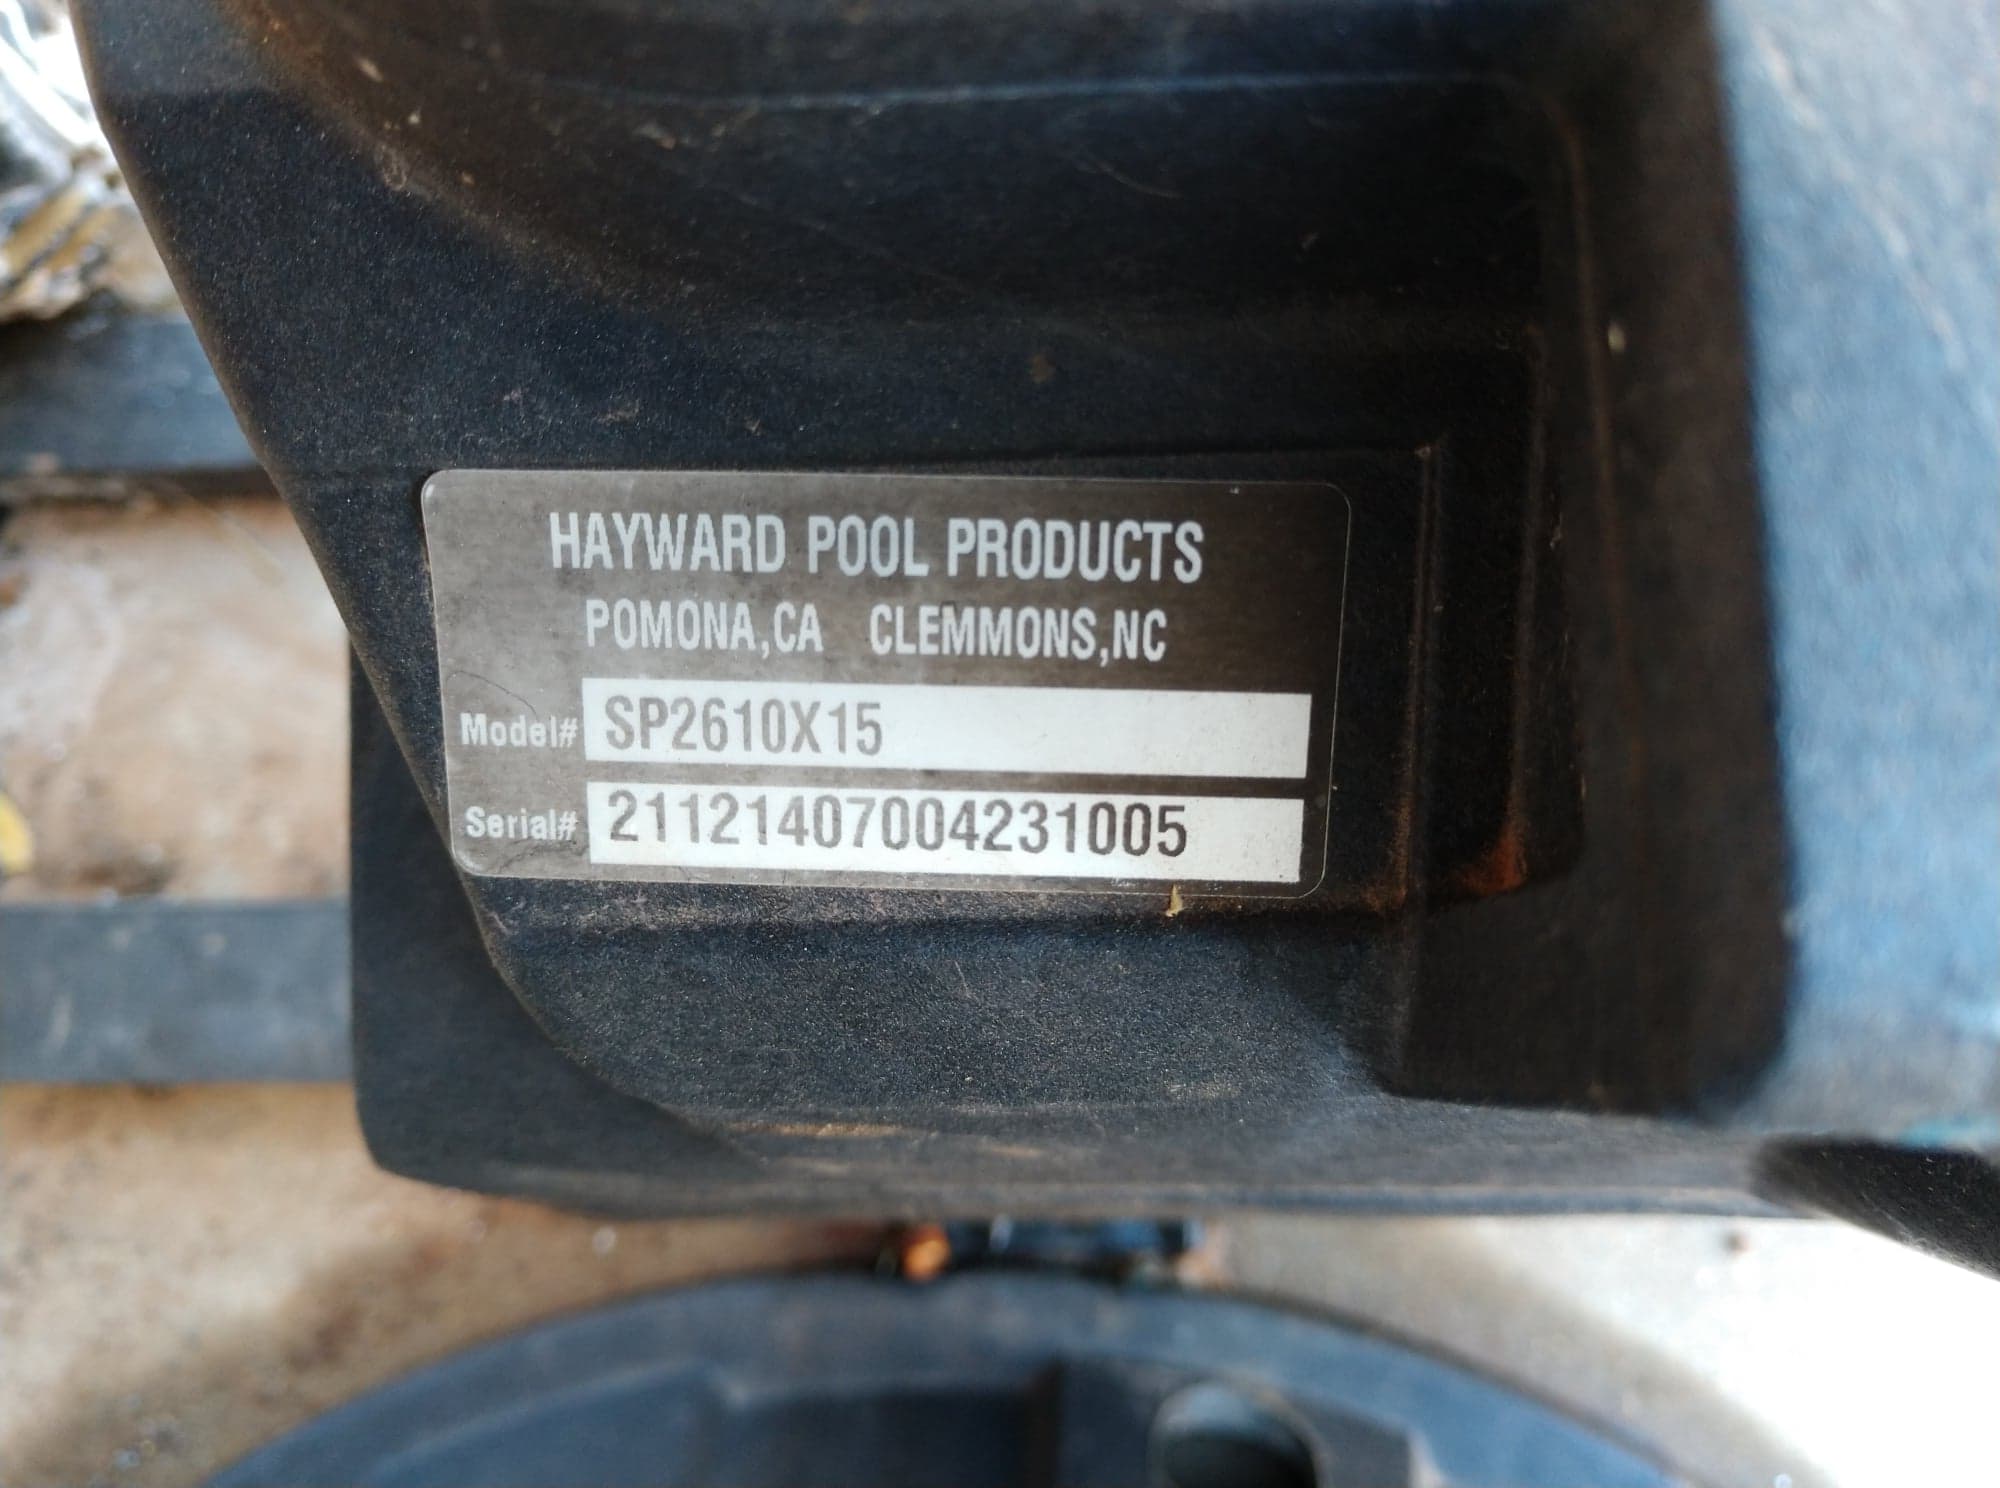 HAYWARD POOL PRODUCTS
POMONA,CA CLEMMONS,NC
Model# SP2610X15
Serial# 21121407004231005